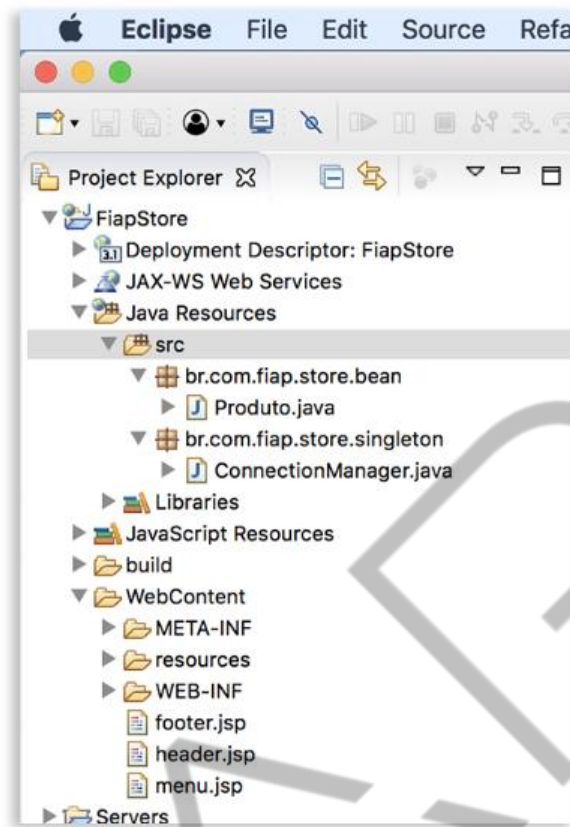 Eclipse File Edit Source Refa
Project Explorer
FiapStore
3.1 Deployment Descriptor: FiapStore
JAX-WS Web Services
Java Resources
src
br.com.fiap.store.bean
J Produto.java
br.com.fiap.store.singleton
J ConnectionManager.java
Libraries
JavaScript Resources
build
WebContent
META-INF
resources
WEB-INF
footer.jsp
header.jsp
menu.jsp
Servers